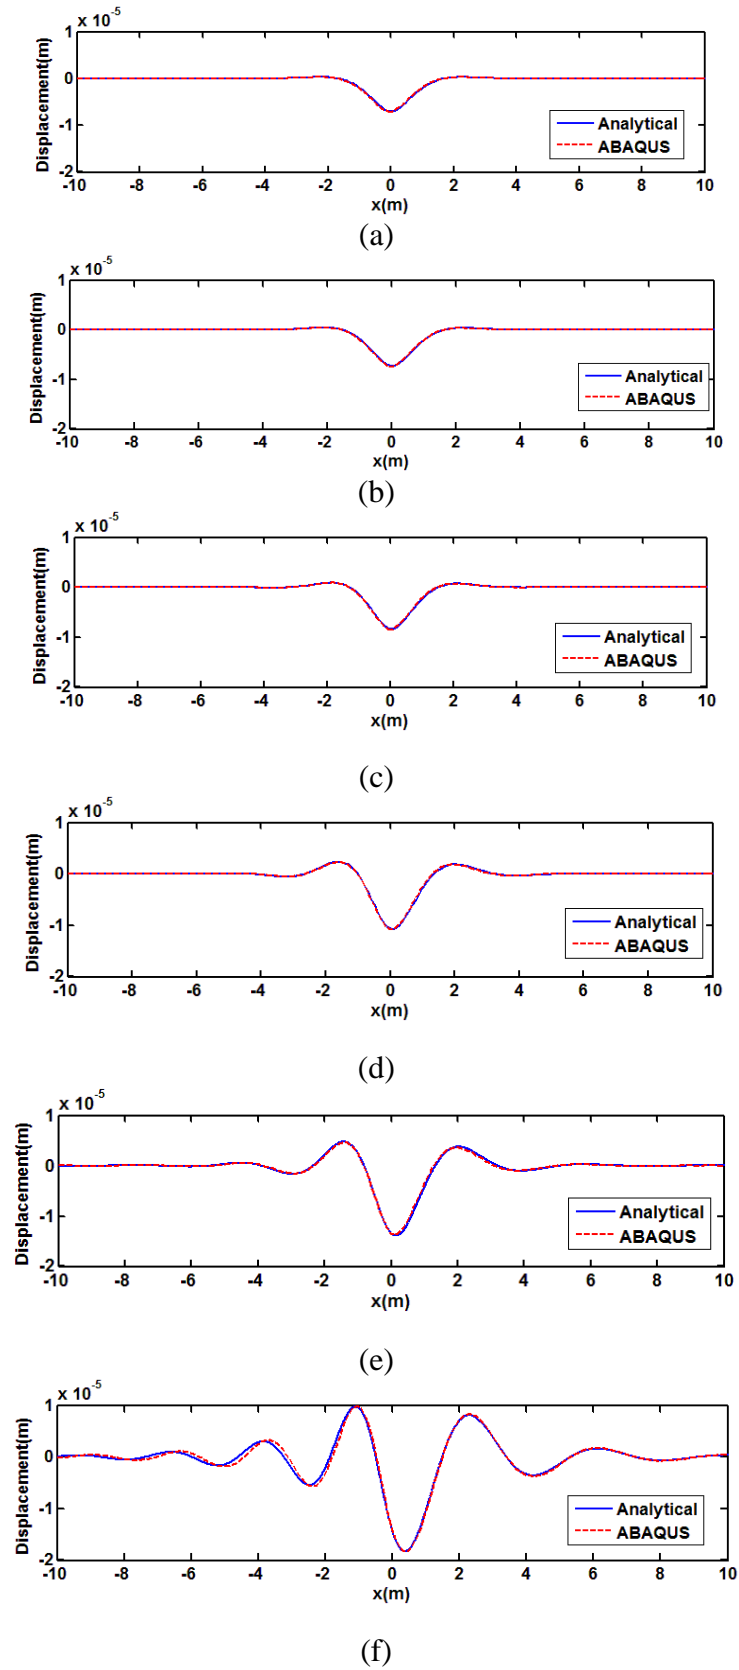 x 10-5
1
0
-1
-2
Displacement(m)
Analytical
ABAQUS
-10 -8 -6 -4 -2 0 2 4 6 8 10
x(m)
(a)
x 10-5
1
0
-1
-2
Displacement(m)
Analytical
ABAQUS
-10 -8 -6 -4 -2 0 2 4 6 8 10
x(m)
(b)
x 10-5
1
0
-1
-2
Displacement(m)
Analytical
ABAQUS
-10 -8 -6 -4 -2 0 2 4 6 8 10
x(m)
(c)
x 10-5
1
0
-1
-2
Displacement(m)
Analytical
ABAQUS
-10 -8 -6 -4 -2 0 2 4 6 8 10
x(m)
(d)
x 10-5
1
0
-1
-2
Displacement(m)
Analytical
ABAQUS
-10 -8 -6 -4 -2 0 2 4 6 8 10
x(m)
(e)
x 10-5
1
0
-1
-2
Displacement(m)
Analytical
ABAQUS
-10 -8 -6 -4 -2 0 2 4 6 8 10
x(m)
(f)